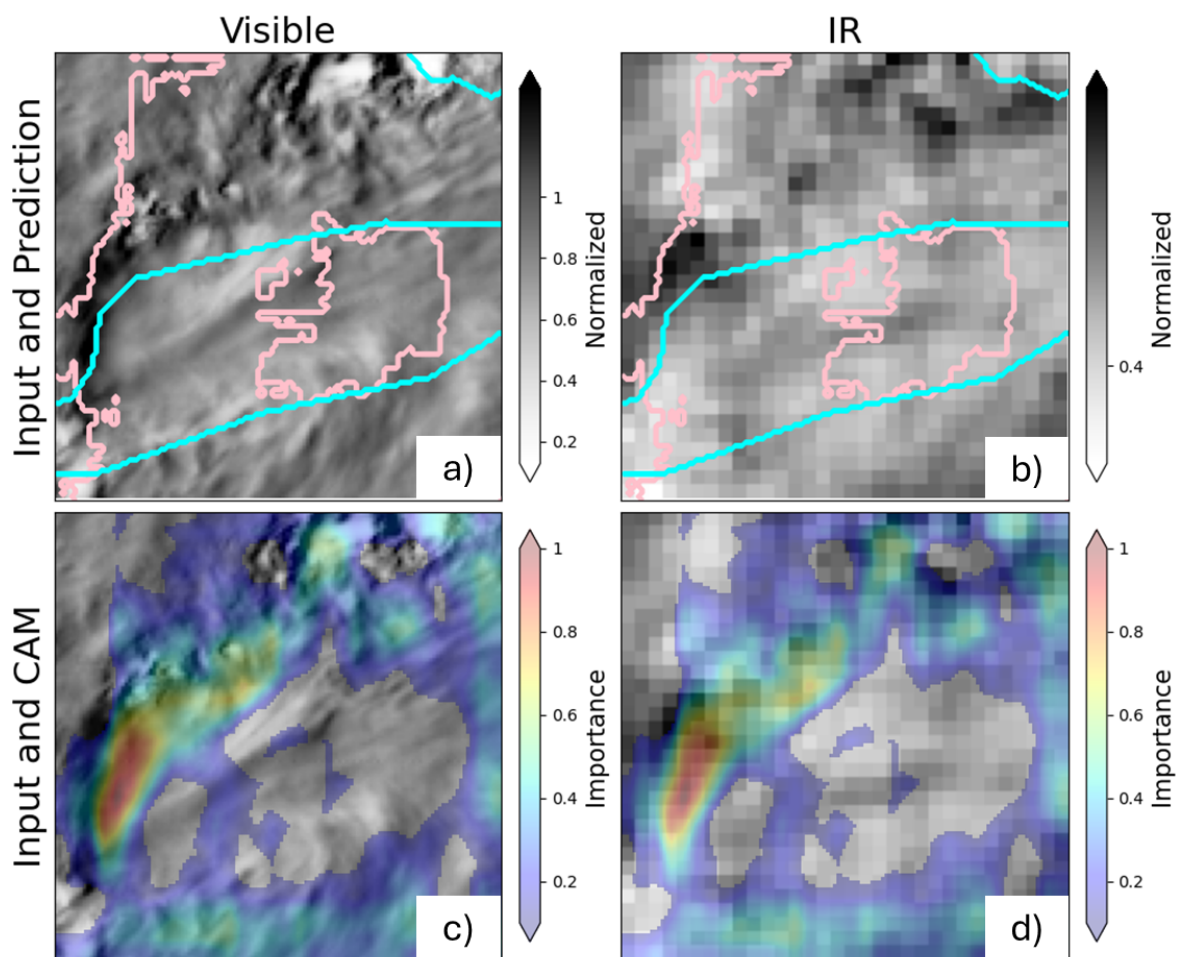 Visible
IR
Input and Prediction
1
0.8
0.6
0.4
0.2
Normalized
a)
0.4
Normalized
b)
Input and CAM
1
0.8
0.6
0.4
0.2
Importance
c)
1
0.8
0.6
0.4
0.2
Importance
d)